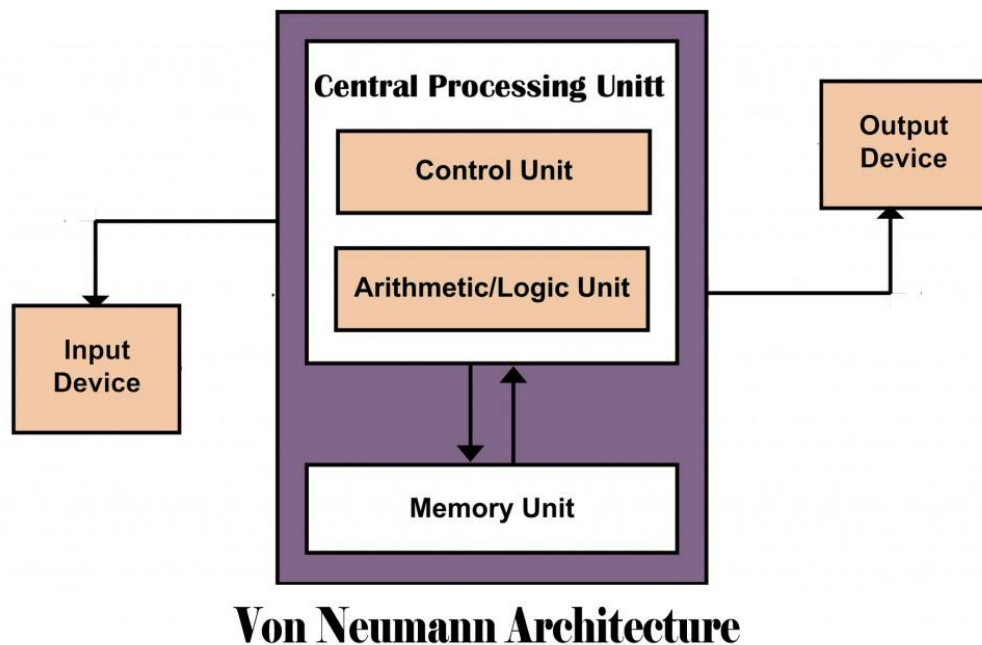 Central Processing Unitt
Control Unit
Arithmetic/Logic Unit
Output
Device
Input
Device
Memory Unit
Von Neumann Architecture